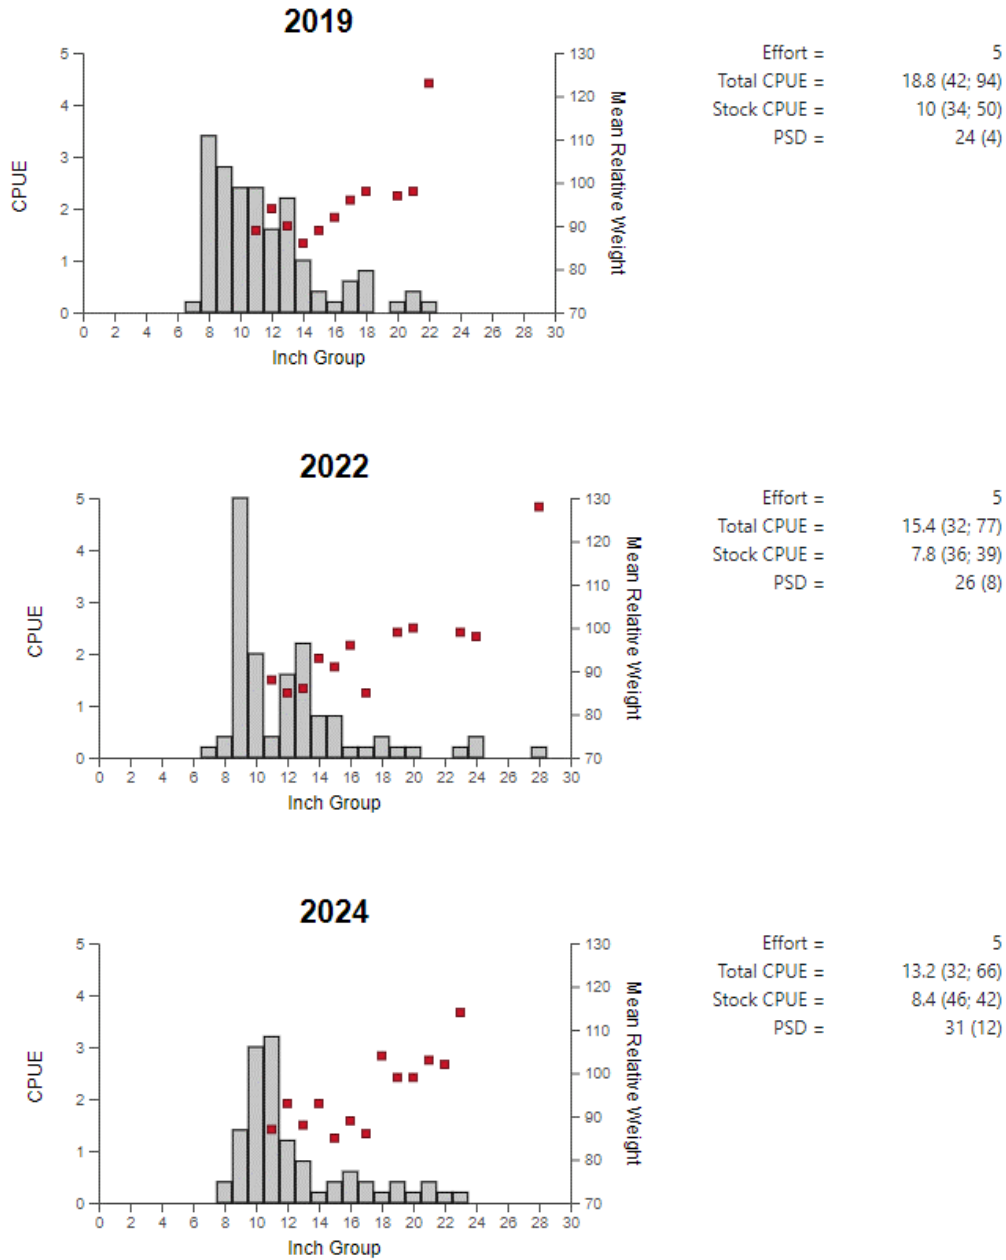 2019
Effort = 5
Total CPUE = 18.8 (42; 94)
Stock CPUE = 10 (34; 50)
PSD = 24 (4)
5
4
3
2
1
0
CPUE
130
120
110
100
90
80
70
Mean Relative Weight
0 2 4 6 8 10 12 14 16 18 20 22 24 26 28 30
Inch Group
2022
Effort = 5
Total CPUE = 15.4 (32; 77)
Stock CPUE = 7.8 (36; 39)
PSD = 26 (8)
5
4
3
2
1
0
CPUE
130
120
110
100
90
80
70
Mean Relative Weight
0 2 4 6 8 10 12 14 16 18 20 22 24 26 28 30
Inch Group
2024
Effort = 5
Total CPUE = 13.2 (32; 66)
Stock CPUE = 8.4 (46; 42)
PSD = 31 (12)
5
4
3
2
1
0
CPUE
130
120
110
100
90
80
70
Mean Relative Weight
0 2 4 6 8 10 12 14 16 18 20 22 24 26 28 30
Inch Group